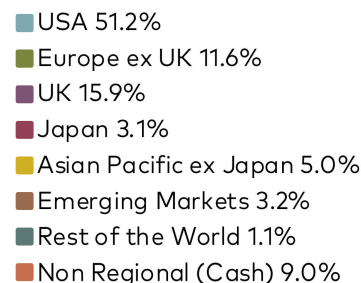 USA 51.2%
Europe ex UK 11.6%
UK 15.9%
Japan 3.1%
Asian Pacific ex Japan 5.0%
Emerging Markets 3.2%
Rest of the World 1.1%
Non Regional (Cash) 9.0%